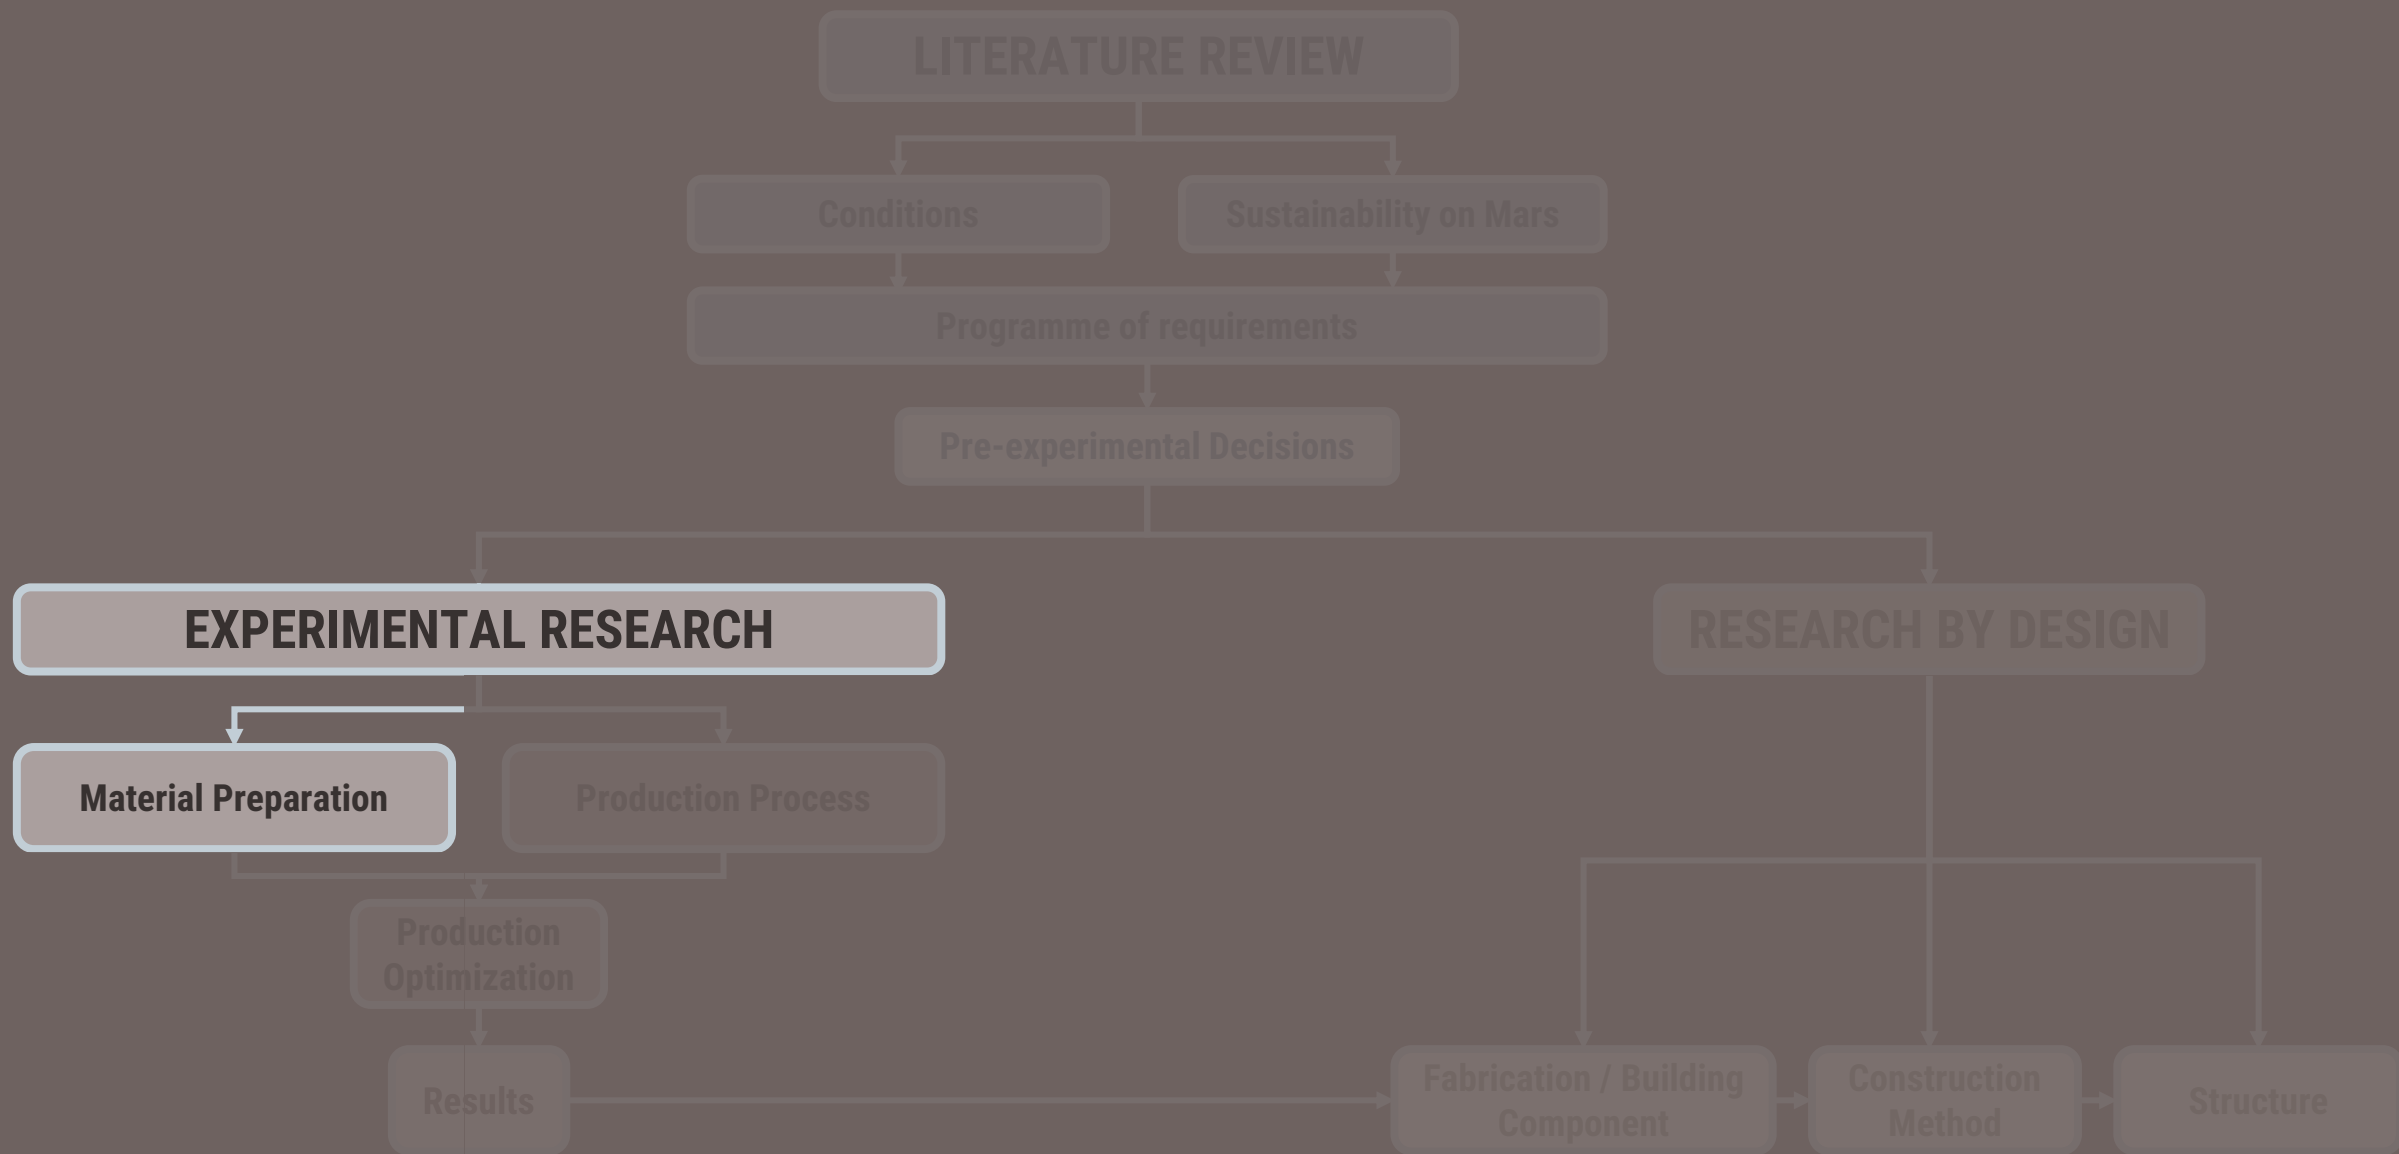 LITERATURE REVIEW
Conditions
Sustainability on Mars
Programme of requirements
Pre-experimental Decisions
EXPERIMENTAL RESEARCH
RESEARCH BY DESIGN
Material Preparation
Production Process
Production
Optimization
Results
Fabrication / Building
Component
Construction
Method
Structure